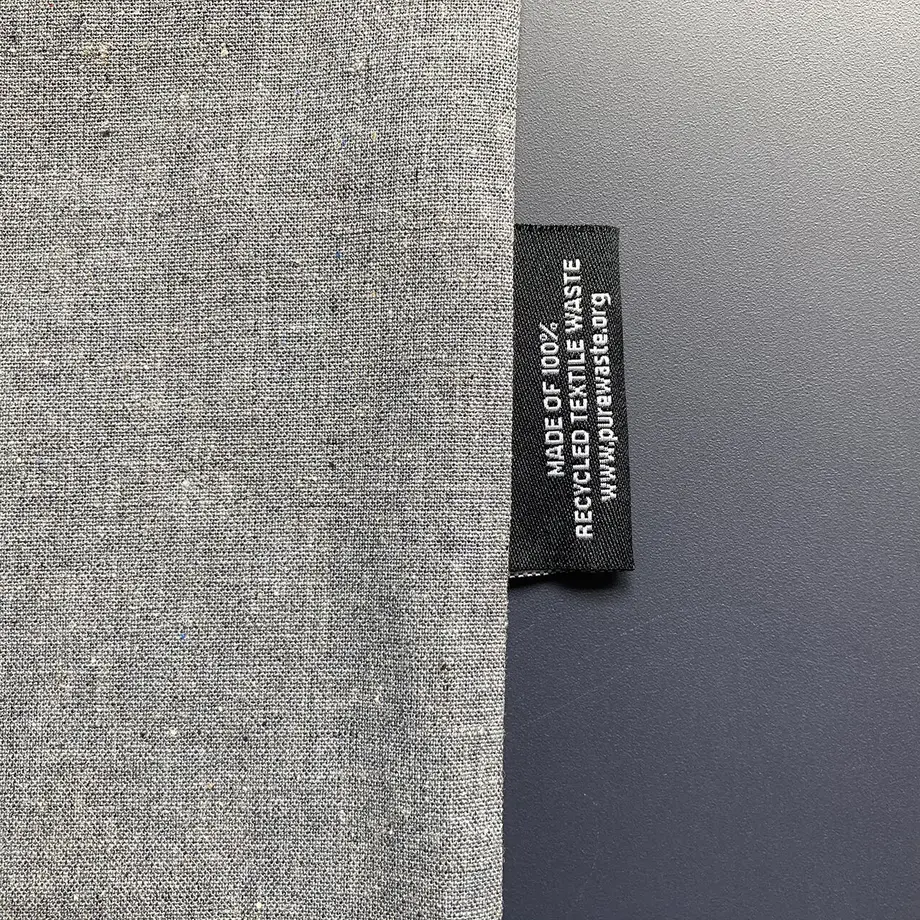 MADE OF 100%
RECYCLED TEXTILE WASTE
www.purewaste.org